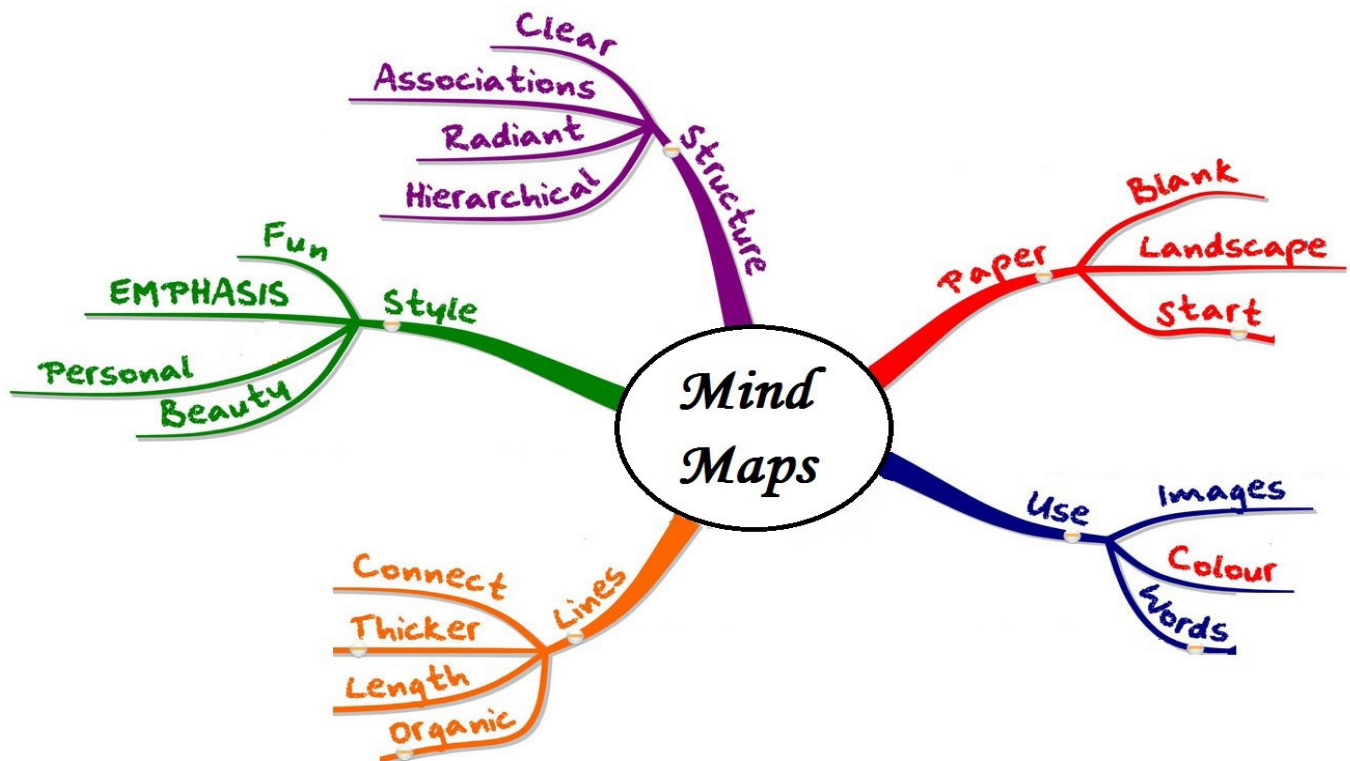 Mind
Maps
Structure
Clear
Associations
Radiant
Hierarchical
Paper
Blank
Landscape
Start
Use
Images
Colour
Words
Lines
Connect
Thicker
Length
Organic
Style
Fun
EMPHASIS
Personal
Beauty